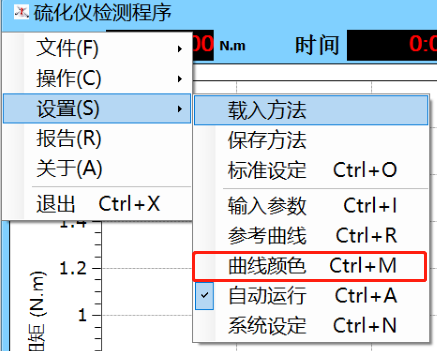 硫化仪检测程序
00 N.m 时间 0:0
文件(F)
操作(C)
设置(S)
报告(R)
关于(A)
退出 Ctrl+X
载入方法
保存方法
标准设定 Ctrl+O
输入参数 Ctrl+I
参考曲线 Ctrl+R
曲线颜色 Ctrl+M
自动运行 Ctrl+A
系统设定 Ctrl+N
1.4
1.2
1
矩 (N.m)